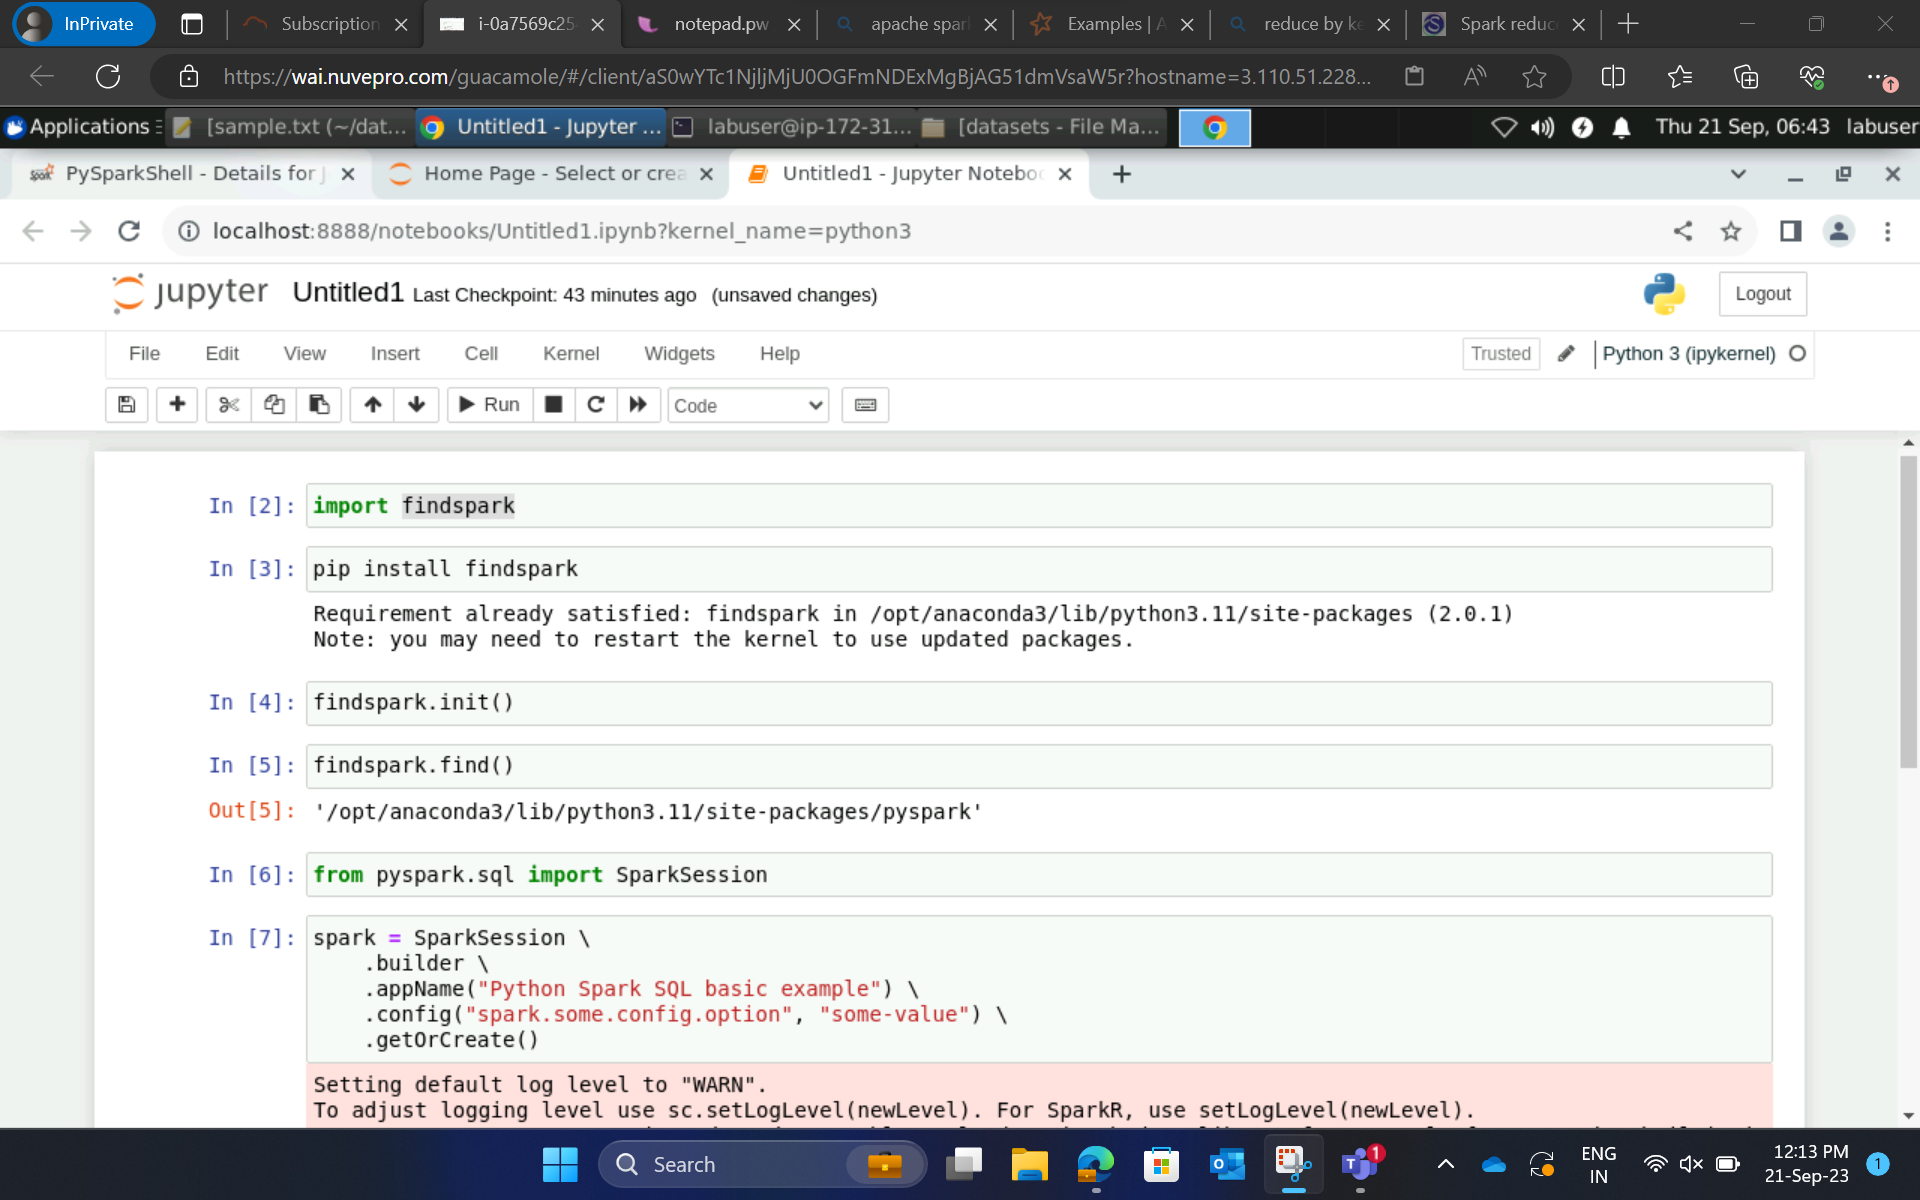 InPrivate
Subscription
i-0a7569c25
notepad.pw
apache spar
Examples | A
reduce by ke
Spark reduc
https://wai.nuvepro.com/guacamole/#/client/aS0wYTc1NjljMjU0OGFmNDExMgBjAG51dmVsaW5r?hostname=3.110.51.228...
Applications
[sample.txt (~/dat...
Untitled1 - Jupyter ...
labuser@ip-172-31...
[datasets - File Ma...
Thu 21 Sep, 06:43 labuser
PySparkShell - Details for J
Home Page - Select or crea
Untitled1 - Jupyter Noteboo
localhost:8888/notebooks/Untitled1.ipynb?kernel_name=python3
jupyter Untitled1 Last Checkpoint: 43 minutes ago (unsaved changes)
Logout
File Edit View Insert Cell Kernel Widgets Help
Trusted
Python 3 (ipykernel)
Run
Code
In [2]: import findspark
In [3]: pip install findspark
Requirement already satisfied: findspark in /opt/anaconda3/lib/python3.11/site-packages (2.0.1)
Note: you may need to restart the kernel to use updated packages.
In [4]: findspark.init()
In [5]: findspark.find()
Out[5]: '/opt/anaconda3/lib/python3.11/site-packages/pyspark'
In [6]: from pyspark.sql import SparkSession
In [7]: spark = SparkSession \
.builder \
.appName("Python Spark SQL basic example") \
.config("spark.some.config.option", "some-value") \
.getOrCreate()
Setting default log level to "WARN".
To adjust logging level use sc.setLogLevel(newLevel). For SparkR, use setLogLevel(newLevel).
Search
1
ENG
IN
12:13 PM
21-Sep-23
1